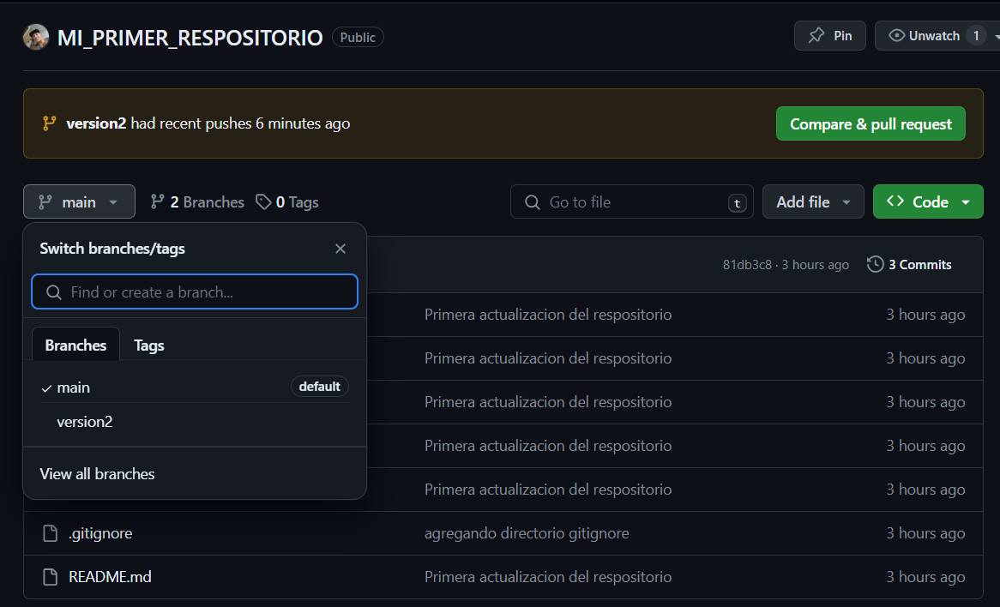 MI_PRIMER_RESPOSITORIO Public Pin Unwatch 1
version2 had recent pushes 6 minutes ago Compare & pull request
main 2 Branches 0 Tags Go to file t Add file Code
Switch branches/tags
Find or create a branch...
Branches Tags
main default
version2
View all branches
81db3c8 · 3 hours ago 3 Commits
Primera actualizacion del respositorio 3 hours ago
Primera actualizacion del respositorio 3 hours ago
Primera actualizacion del respositorio 3 hours ago
Primera actualizacion del respositorio 3 hours ago
Primera actualizacion del respositorio 3 hours ago
.gitignore agregando directorio gitignore 3 hours ago
README.md Primera actualizacion del respositorio 3 hours ago